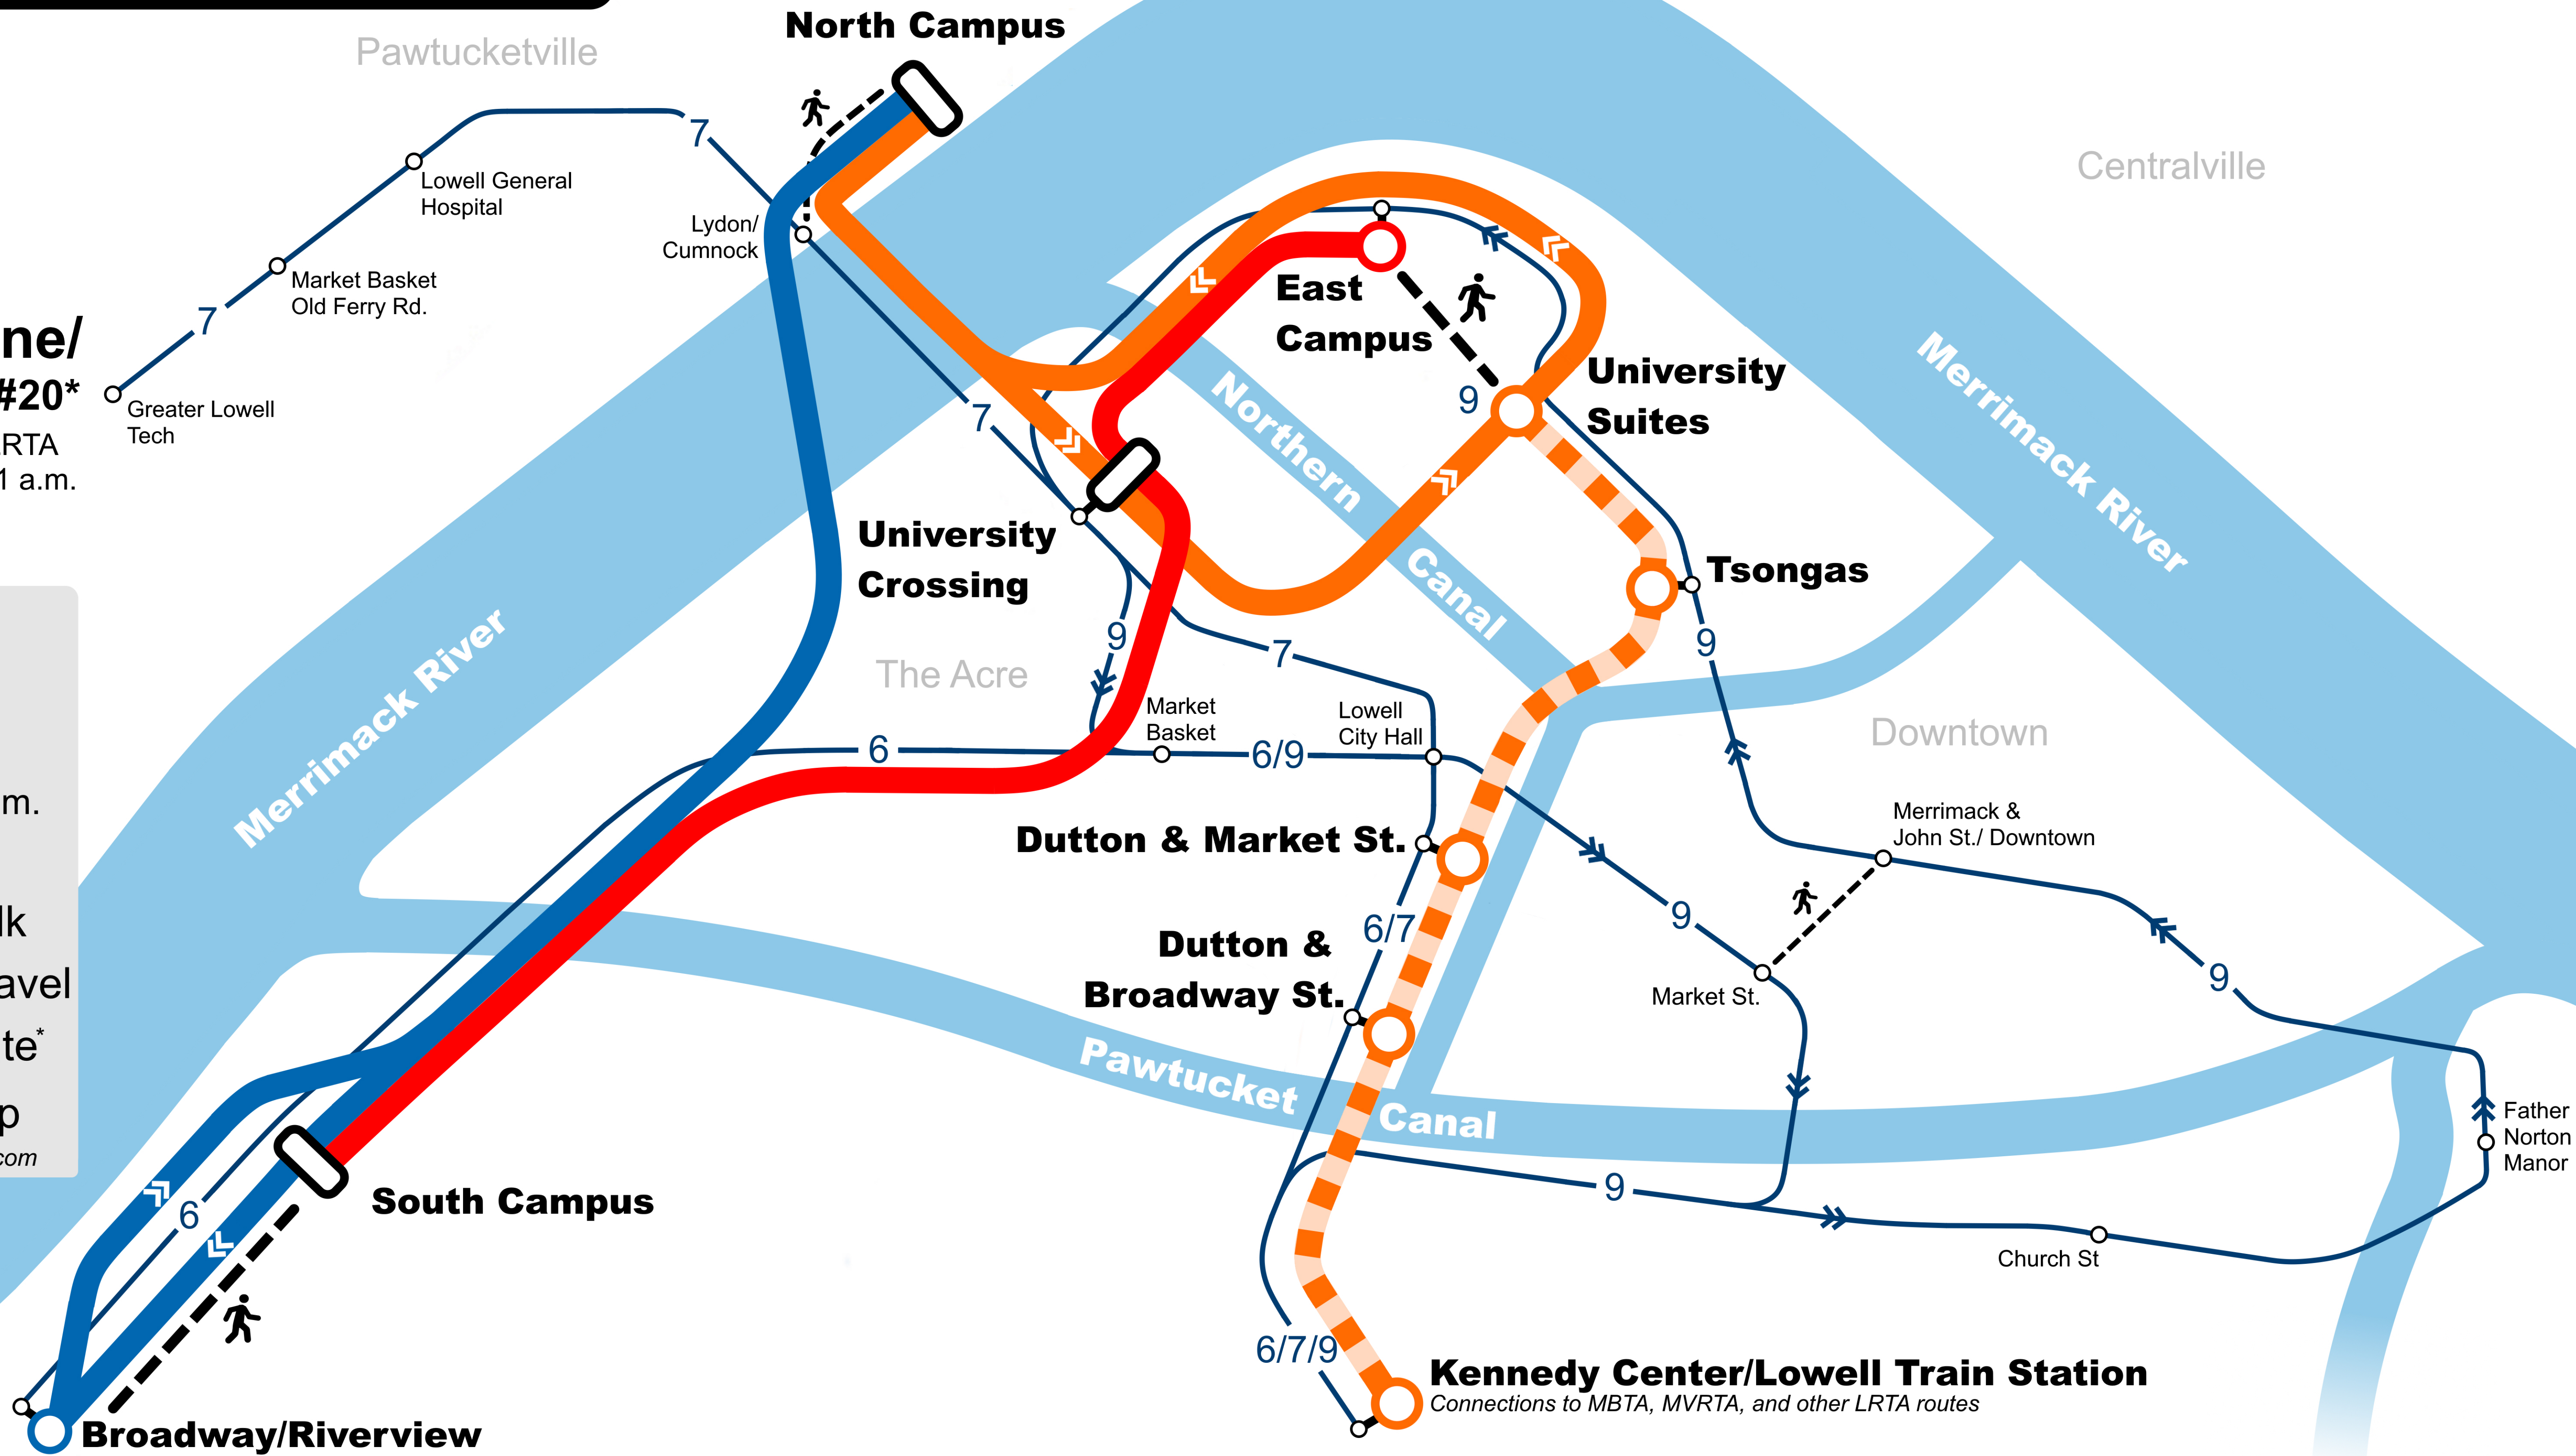 North Campus
Pawtucketville
Centralville
7
Lowell General
Hospital
Lydon/
Cumnock
Market Basket
Old Ferry Rd.
7
ne/
#20*
RTA
1 a.m.
Greater Lowell
Tech
East
Campus
University
Suites
9
7
Northern
Canal
Merrimack River
University
Crossing
Tsongas
9
9
7
Merrimack River
The Acre
Market
Basket
Lowell
City Hall
Downtown
6
6/9
m.
Merrimack &
John St./ Downtown
Dutton & Market St.
lk
9
6/7
Dutton &
Broadway St.
Market St.
9
avel
te*
Pawtucket
Canal
p
com
Father
Norton
Manor
South Campus
6
9
Church St
6/7/9
Kennedy Center/Lowell Train Station
Connections to MBTA, MVRTA, and other LRTA routes
Broadway/Riverview